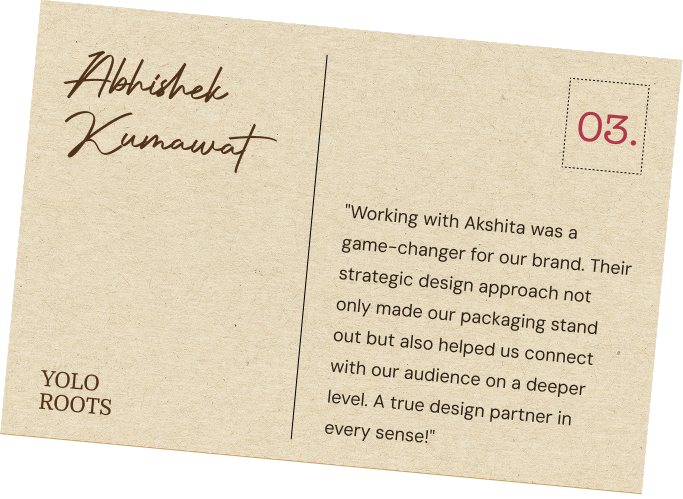 Abhishek
Kumawat
YOLO
ROOTS
03.
"Working with Akshita was a
game-changer for our brand. Their
strategic design approach not
only made our packaging stand
out but also helped us connect
with our audience on a deeper
level. A true design partner in
every sense!"